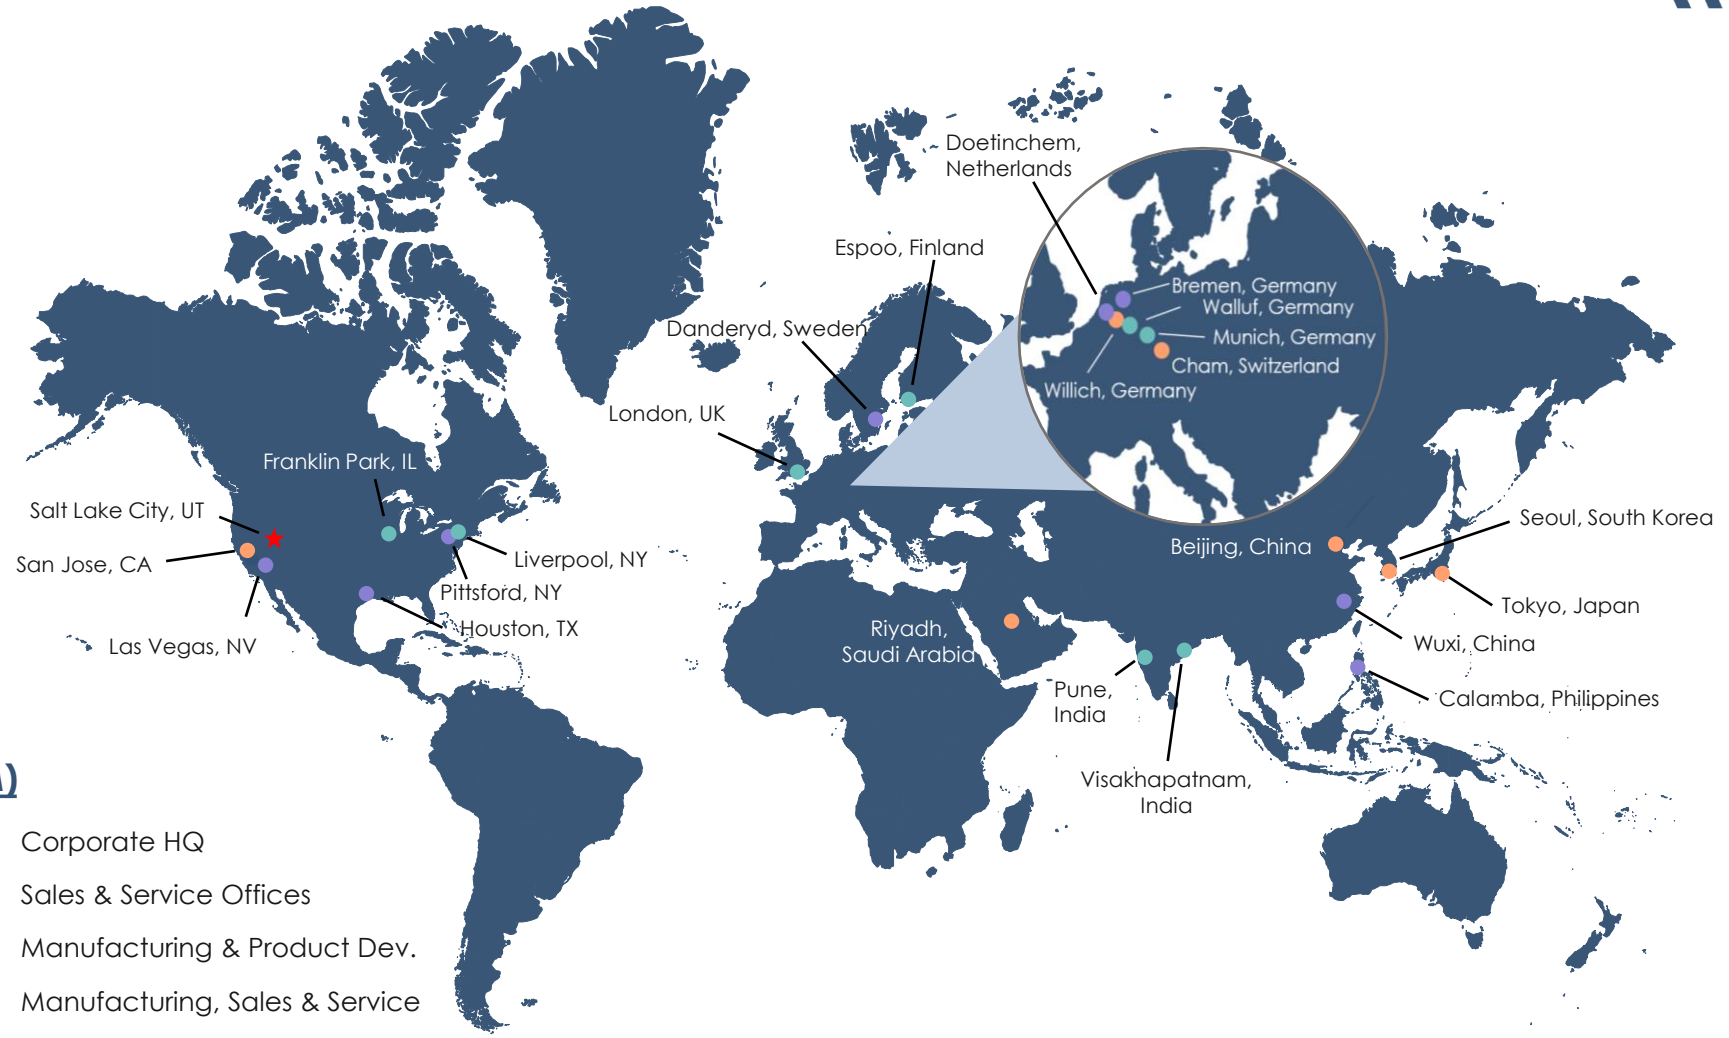 Doetinchem,
Netherlands
Espoo, Finland
Bremen, Germany
Walluf, Germany
Danderyd, Sweden
Munich, Germany
Cham, Switzerland
Willich, Germany
London, UK
Franklin Park, IL
Salt Lake City, UT
Seoul, South Korea
San Jose, CA
Liverpool, NY
Beijing, China
Pittsford, NY
Tokyo, Japan
Houston, TX
Riyadh,
Saudi Arabia
Las Vegas, NV
Wuxi, China
Pune,
India
Calamba, Philippines
Visakhapatnam,
India
Corporate HQ
Sales & Service Offices
Manufacturing & Product Dev.
Manufacturing, Sales & Service